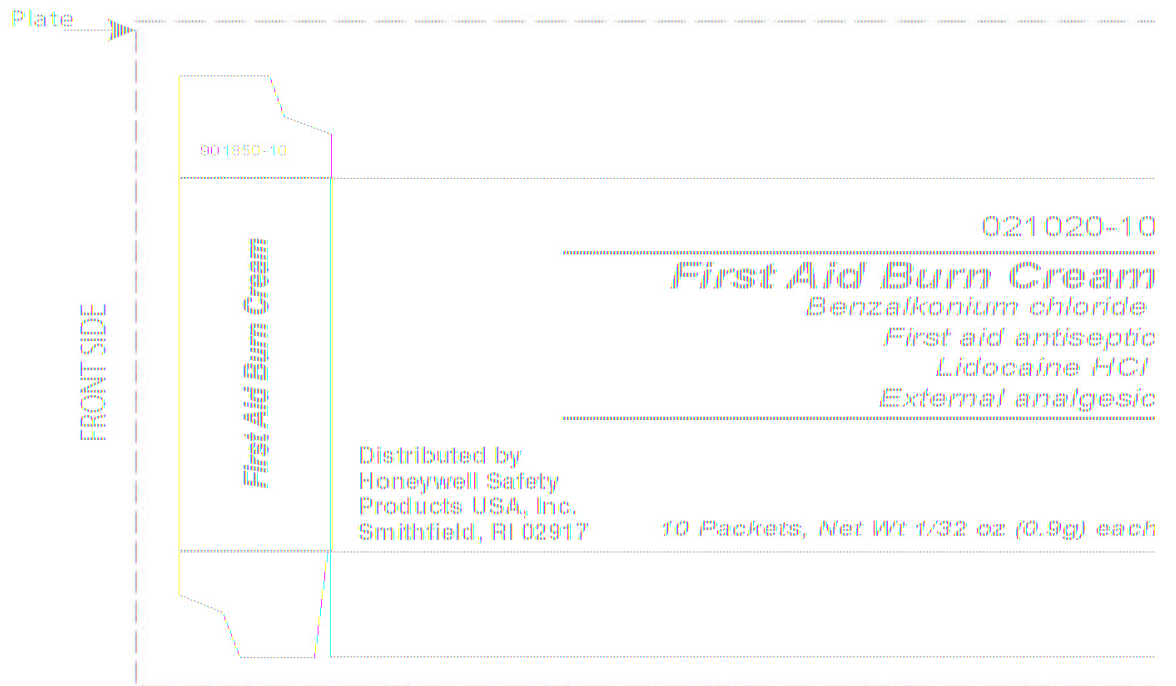 Plate
901850-10
FRONT SIDE
First Aid Burn Cream
021020-10
First Aid Burn Cream
Benzalkonium chloride
First aid antiseptic
Lidocaine HCl
External analgesic
Distributed by
Honeywell Safety
Products USA, Inc.
Smithfield, RI 02917
10 Packets, Net Wt 1/32 oz (0.9g) each